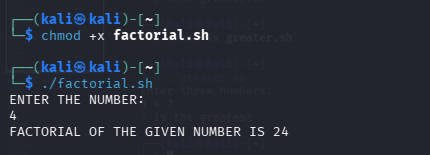 ┌──(kali㉿kali)-[~]
└─$ chmod +x factorial.sh
┌──(kali㉿kali)-[~]
└─$ ./factorial.sh
ENTER THE NUMBER:
4
FACTORIAL OF THE GIVEN NUMBER IS 24